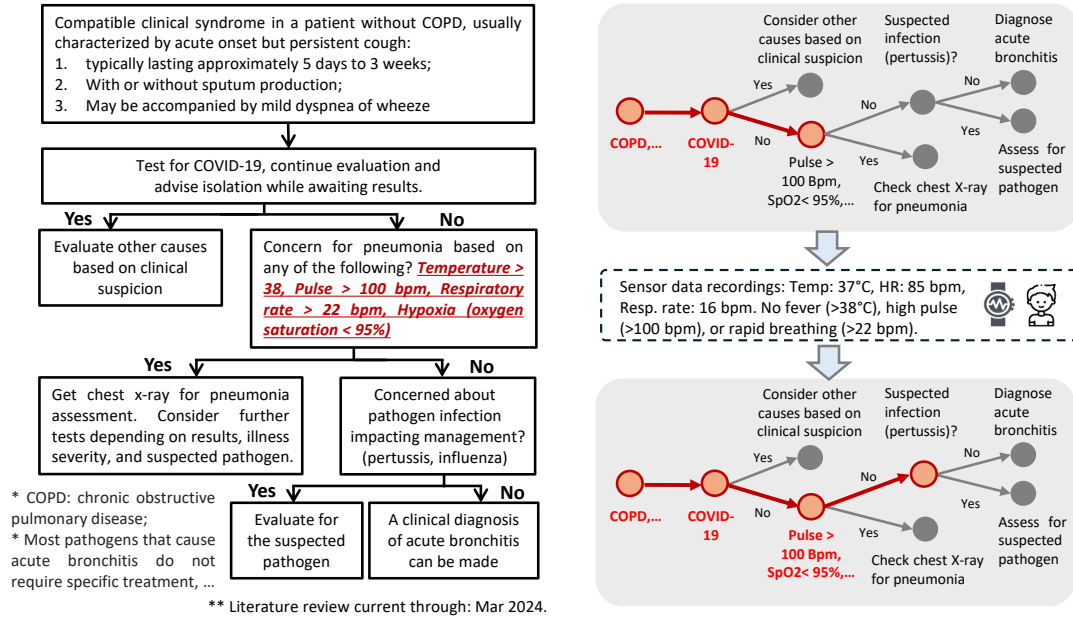 Compatible clinical syndrome in a patient without COPD, usually
characterized by acute onset but persistent cough:
1. typically lasting approximately 5 days to 3 weeks;
2. With or without sputum production;
3. May be accompanied by mild dyspnea of wheeze
Test for COVID-19, continue evaluation and
advise isolation while awaiting results.
Yes
No
Evaluate other causes
based on clinical
suspicion
Concern for pneumonia based on
any of the following? Temperature >
38, Pulse > 100 bpm, Respiratory
rate > 22 bpm, Hypoxia (oxygen
saturation < 95%)
Yes
No
Get chest x-ray for pneumonia
assessment. Consider further
tests depending on results, illness
severity, and suspected pathogen.
Concerned about
pathogen infection
impacting management?
(pertussis, influenza)
Yes
No
Evaluate for
the suspected
pathogen
A clinical diagnosis
of acute bronchitis
can be made
* COPD: chronic obstructive
pulmonary disease;
* Most pathogens that cause
acute bronchitis do not
require specific treatment, ...
** Literature review current through: Mar 2024.
Consider other
causes based on
clinical suspicion
Suspected
infection
(pertussis)?
Diagnose
acute
bronchitis
Yes
No
No
Yes
No
Yes
COPD,...
COVID-
19
Pulse >
100 Bpm,
SpO2< 95%,...
Check chest X-ray
for pneumonia
Assess for
suspected
pathogen
Sensor data recordings: Temp: 37°C, HR: 85 bpm,
Resp. rate: 16 bpm. No fever (>38°C), high pulse
(>100 bpm), or rapid breathing (>22 bpm).
Consider other
causes based on
clinical suspicion
Suspected
infection
(pertussis)?
Diagnose
acute
bronchitis
Yes
No
No
Yes
No
Yes
COPD,...
COVID-
19
Pulse >
100 Bpm,
SpO2< 95%,...
Check chest X-ray
for pneumonia
Assess for
suspected
pathogen